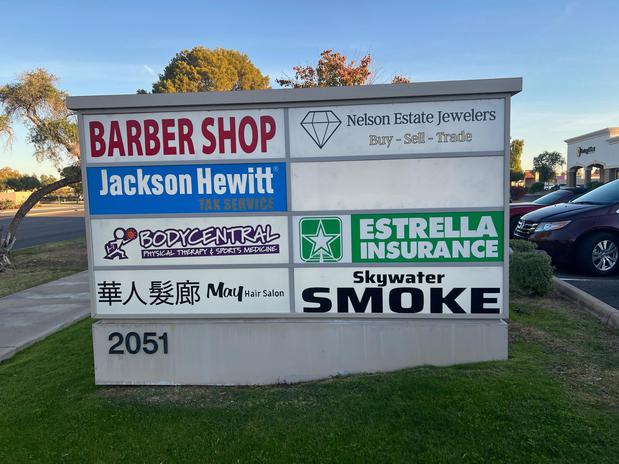 BARBER SHOP
Nelson Estate Jewelers
Buy - Sell - Trade
Jackson Hewitt®
TAX SERVICE
BODYCENTRAL
PHYSICAL THERAPY & SPORTS MEDICINE
ESTRELLA
INSURANCE
華人髮廊 May Hair Salon
Skywater
SMOKE
2051